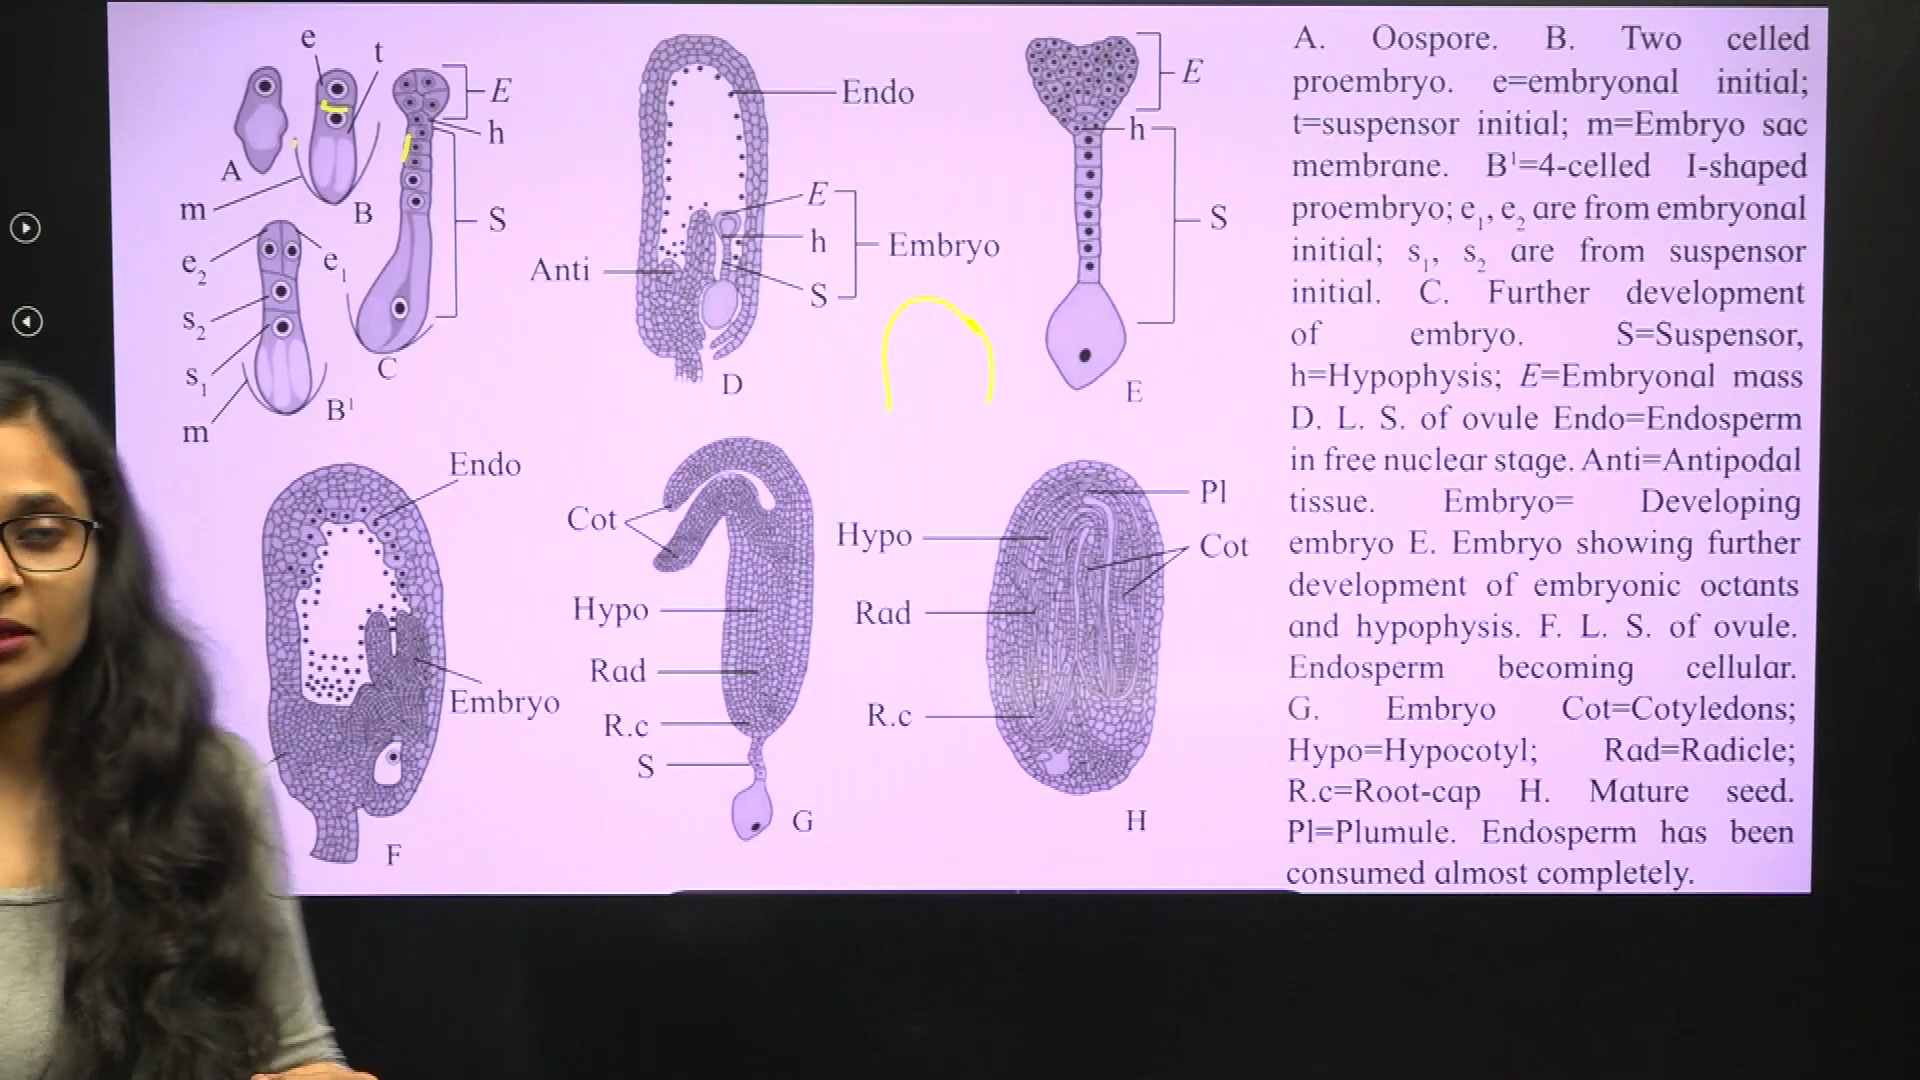 e
t
E
h
A
m
B
S
e2
e1
s2
s1
m
C
B1
Endo
E
h
Embryo
Anti
S
D
E
h
S
E
Endo
Embryo
F
Cot
Hypo
Rad
R.c
S
G
Pl
Hypo
Cot
Rad
R.c
H
A. Oospore. B. Two celled
proembryo. e=embryonal initial;
t=suspensor initial; m=Embryo sac
membrane. B1=4-celled I-shaped
proembryo; e1, e2 are from embryonal
initial; s1, s2 are from suspensor
initial. C. Further development
of embryo. S=Suspensor,
h=Hypophysis; E=Embryonal mass
D. L. S. of ovule Endo=Endosperm
in free nuclear stage. Anti=Antipodal
tissue. Embryo= Developing
embryo E. Embryo showing further
development of embryonic octants
and hypophysis. F. L. S. of ovule.
Endosperm becoming cellular.
G. Embryo Cot=Cotyledons;
Hypo=Hypocotyl; Rad=Radicle;
R.c=Root-cap H. Mature seed.
Pl=Plumule. Endosperm has been
consumed almost completely.